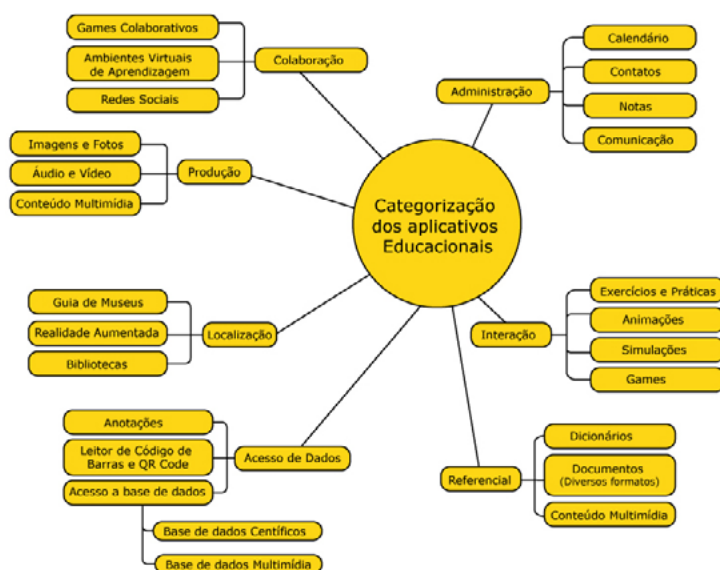 Games Colaborativos
Ambientes Virtuais
de Aprendizagem
Redes Sociais
Colaboração
Calendário
Contatos
Notas
Comunicação
Administração
Imagens e Fotos
Áudio e Vídeo
Conteúdo Multimídia
Produção
Categorização
dos aplicativos
Educacionais
Guia de Museus
Realidade Aumentada
Bibliotecas
Localização
Exercícios e Práticas
Animações
Simulações
Games
Interação
Anotações
Leitor de Código de
Barras e QR Code
Acesso a base de dados
Acesso de Dados
Base de dados Científicos
Base de dados Multimídia
Dicionários
Documentos
(Diversos formatos)
Conteúdo Multimídia
Referencial